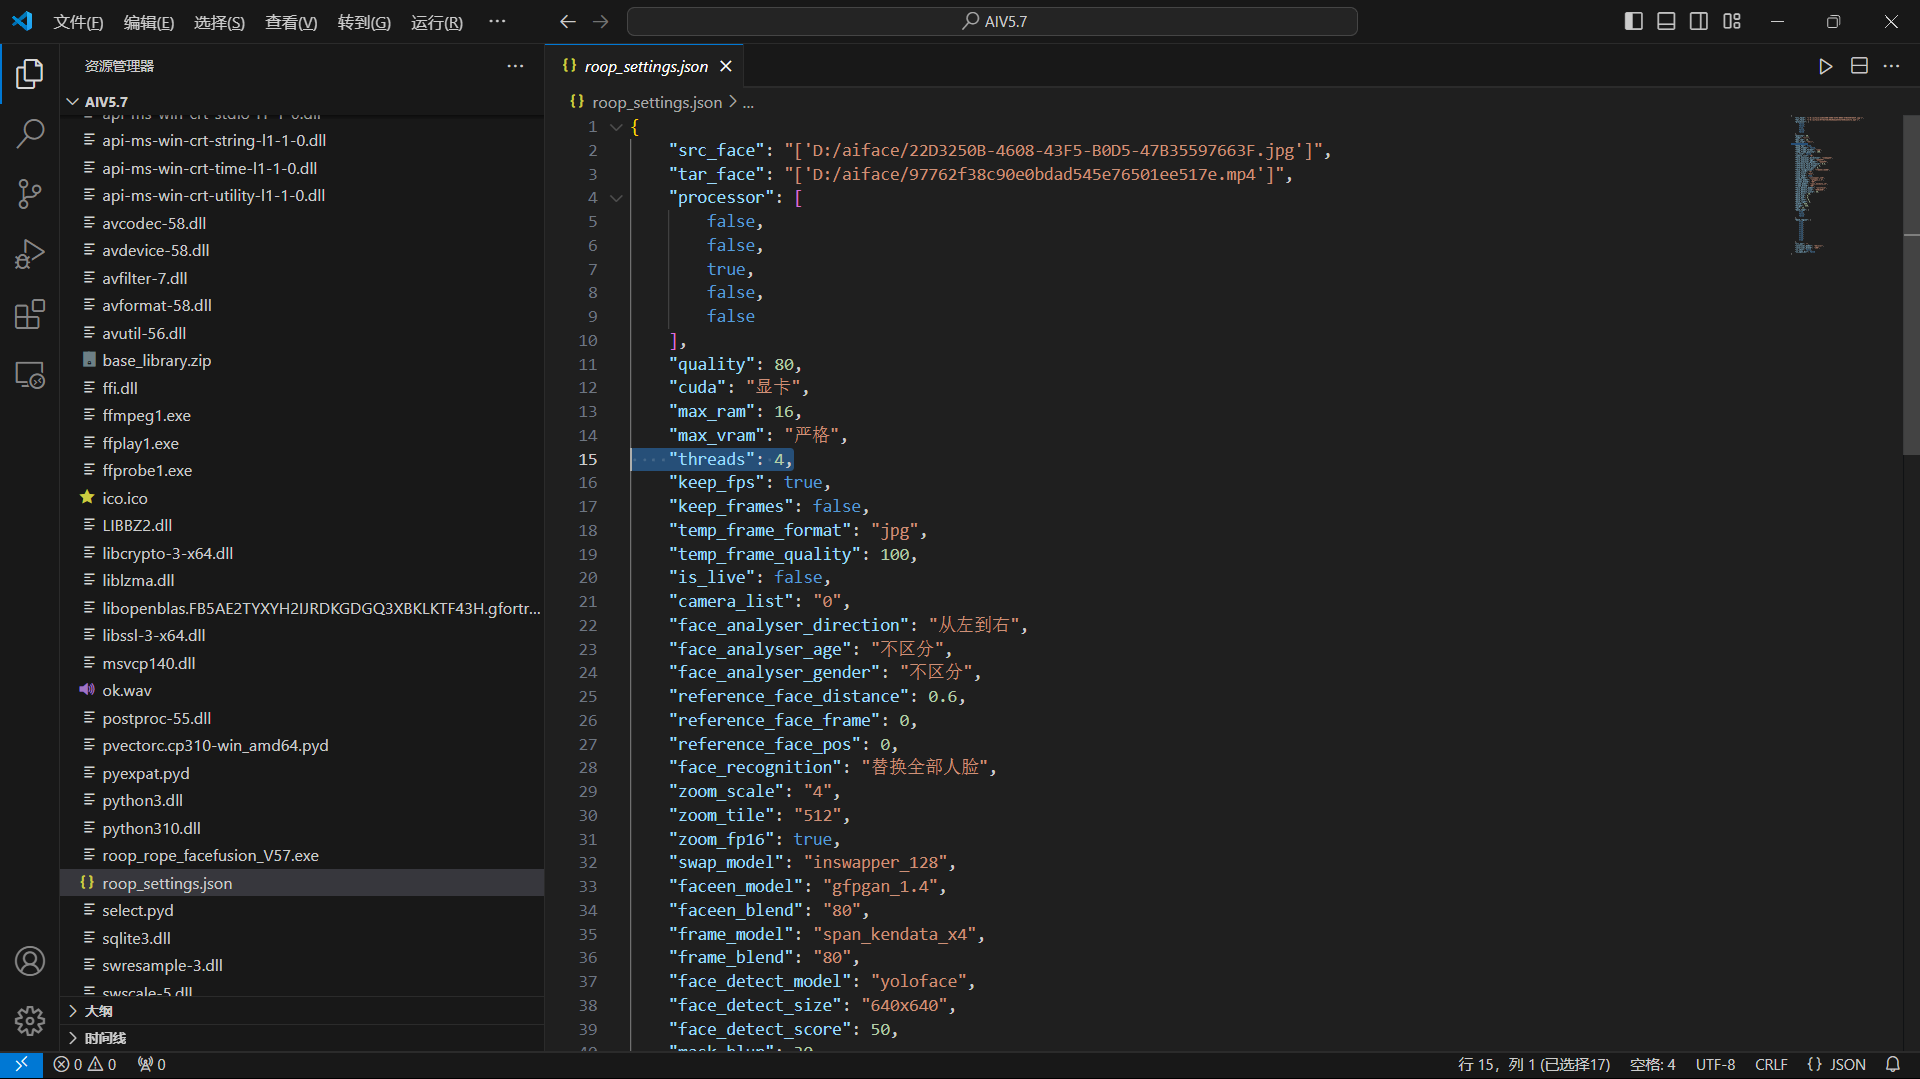 文件(F) 编辑(E) 选择(S) 查看(V) 转到(G) 运行(R) ··· AIV5.7
资源管理器 ···
AIV5.7
api-ms-win-crt-stdio-l1-1-0.dll
api-ms-win-crt-string-l1-1-0.dll
api-ms-win-crt-time-l1-1-0.dll
api-ms-win-crt-utility-l1-1-0.dll
avcodec-58.dll
avdevice-58.dll
avfilter-7.dll
avformat-58.dll
avutil-56.dll
base_library.zip
ffi.dll
ffmpeg1.exe
ffplay1.exe
ffprobe1.exe
ico.ico
LIBBZ2.dll
libcrypto-3-x64.dll
liblzma.dll
libopenblas.FB5AE2TYXYH2IJRDKGDGQ3XBKLKTF43H.gfortr...
libssl-3-x64.dll
msvcp140.dll
ok.wav
postproc-55.dll
pvectorc.cp310-win_amd64.pyd
pyexpat.pyd
python3.dll
python310.dll
roop_rope_facefusion_V57.exe
{} roop_settings.json
select.pyd
sqlite3.dll
swresample-3.dll
swscale-5.dll
大纲
时间线
{} roop_settings.json
{} roop_settings.json > ...
1 {
2 "src_face": "['D:/aiface/22D3250B-4608-43F5-B0D5-47B35597663F.jpg']",
3 "tar_face": "['D:/aiface/97762f38c90e0bdad545e76501ee517e.mp4']",
4 "processor": [
5 false,
6 false,
7 true,
8 false,
9 false
10 ],
11 "quality": 80,
12 "cuda": "显卡",
13 "max_ram": 16,
14 "max_vram": "严格",
15 "threads": 4,
16 "keep_fps": true,
17 "keep_frames": false,
18 "temp_frame_format": "jpg",
19 "temp_frame_quality": 100,
20 "is_live": false,
21 "camera_list": "0",
22 "face_analyser_direction": "从左到右",
23 "face_analyser_age": "不区分",
24 "face_analyser_gender": "不区分",
25 "reference_face_distance": 0.6,
26 "reference_face_frame": 0,
27 "reference_face_pos": 0,
28 "face_recognition": "替换全部人脸",
29 "zoom_scale": "4",
30 "zoom_tile": "512",
31 "zoom_fp16": true,
32 "swap_model": "inswapper_128",
33 "faceen_model": "gfpgan_1.4",
34 "faceen_blend": "80",
35 "frame_model": "span_kendata_x4",
36 "frame_blend": "80",
37 "face_detect_model": "yoloface",
38 "face_detect_size": "640x640",
39 "face_detect_score": 50,
0 0 0 行 15，列 1 (已选择17) 空格: 4 UTF-8 CRLF {} JSON